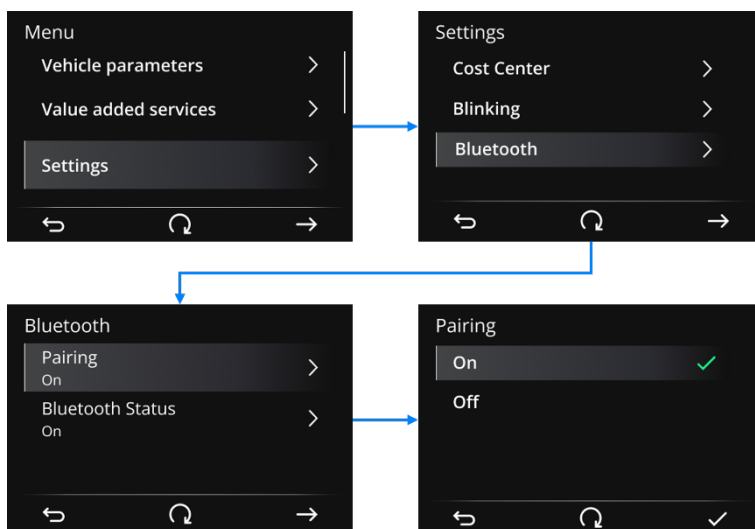 Menu
Vehicle parameters
Value added services
Settings
Settings
Cost Center
Blinking
Bluetooth
Bluetooth
Pairing
On
Bluetooth Status
On
Pairing
On
Off